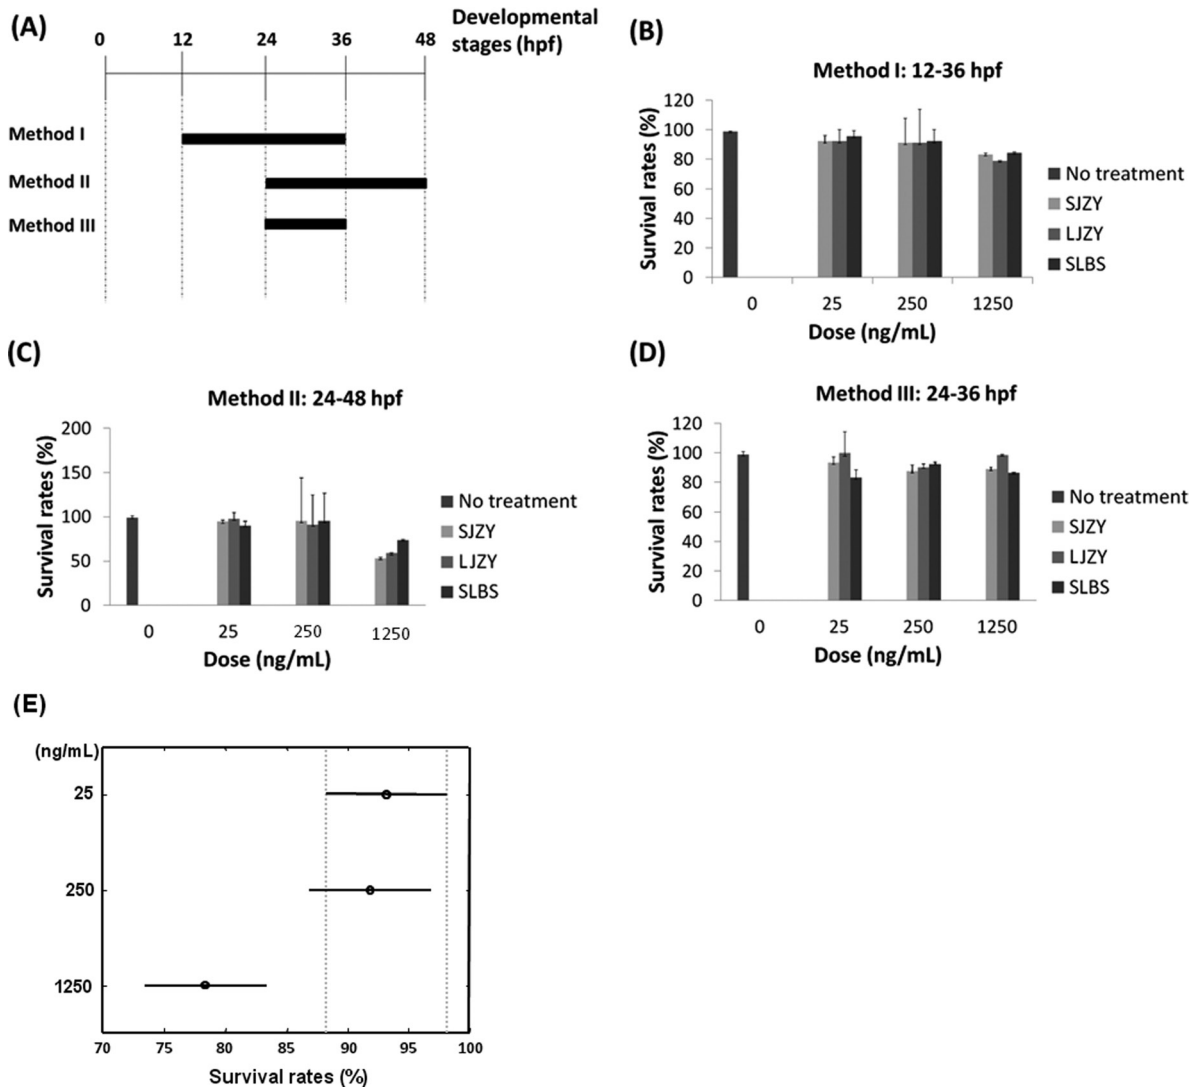 (A)
Developmental
stages (hpf)
0 12 24 36 48
Method I
Method II
Method III
(B)
Method I: 12-36 hpf
Survival rates (%)
120
100
80
60
40
20
0
0 25 250 1250
Dose (ng/mL)
No treatment
SJZY
LJZY
SLBS
(C)
Method II: 24-48 hpf
Survival rates (%)
200
150
100
50
0
0 25 250 1250
Dose (ng/mL)
No treatment
SJZY
LJZY
SLBS
(D)
Method III: 24-36 hpf
Survival rates (%)
120
100
80
60
40
20
0
0 25 250 1250
Dose (ng/mL)
No treatment
SJZY
LJZY
SLBS
(E)
(ng/mL)
25
250
1250
70 80 85 90 95 90 95 100
Survival rates (%)